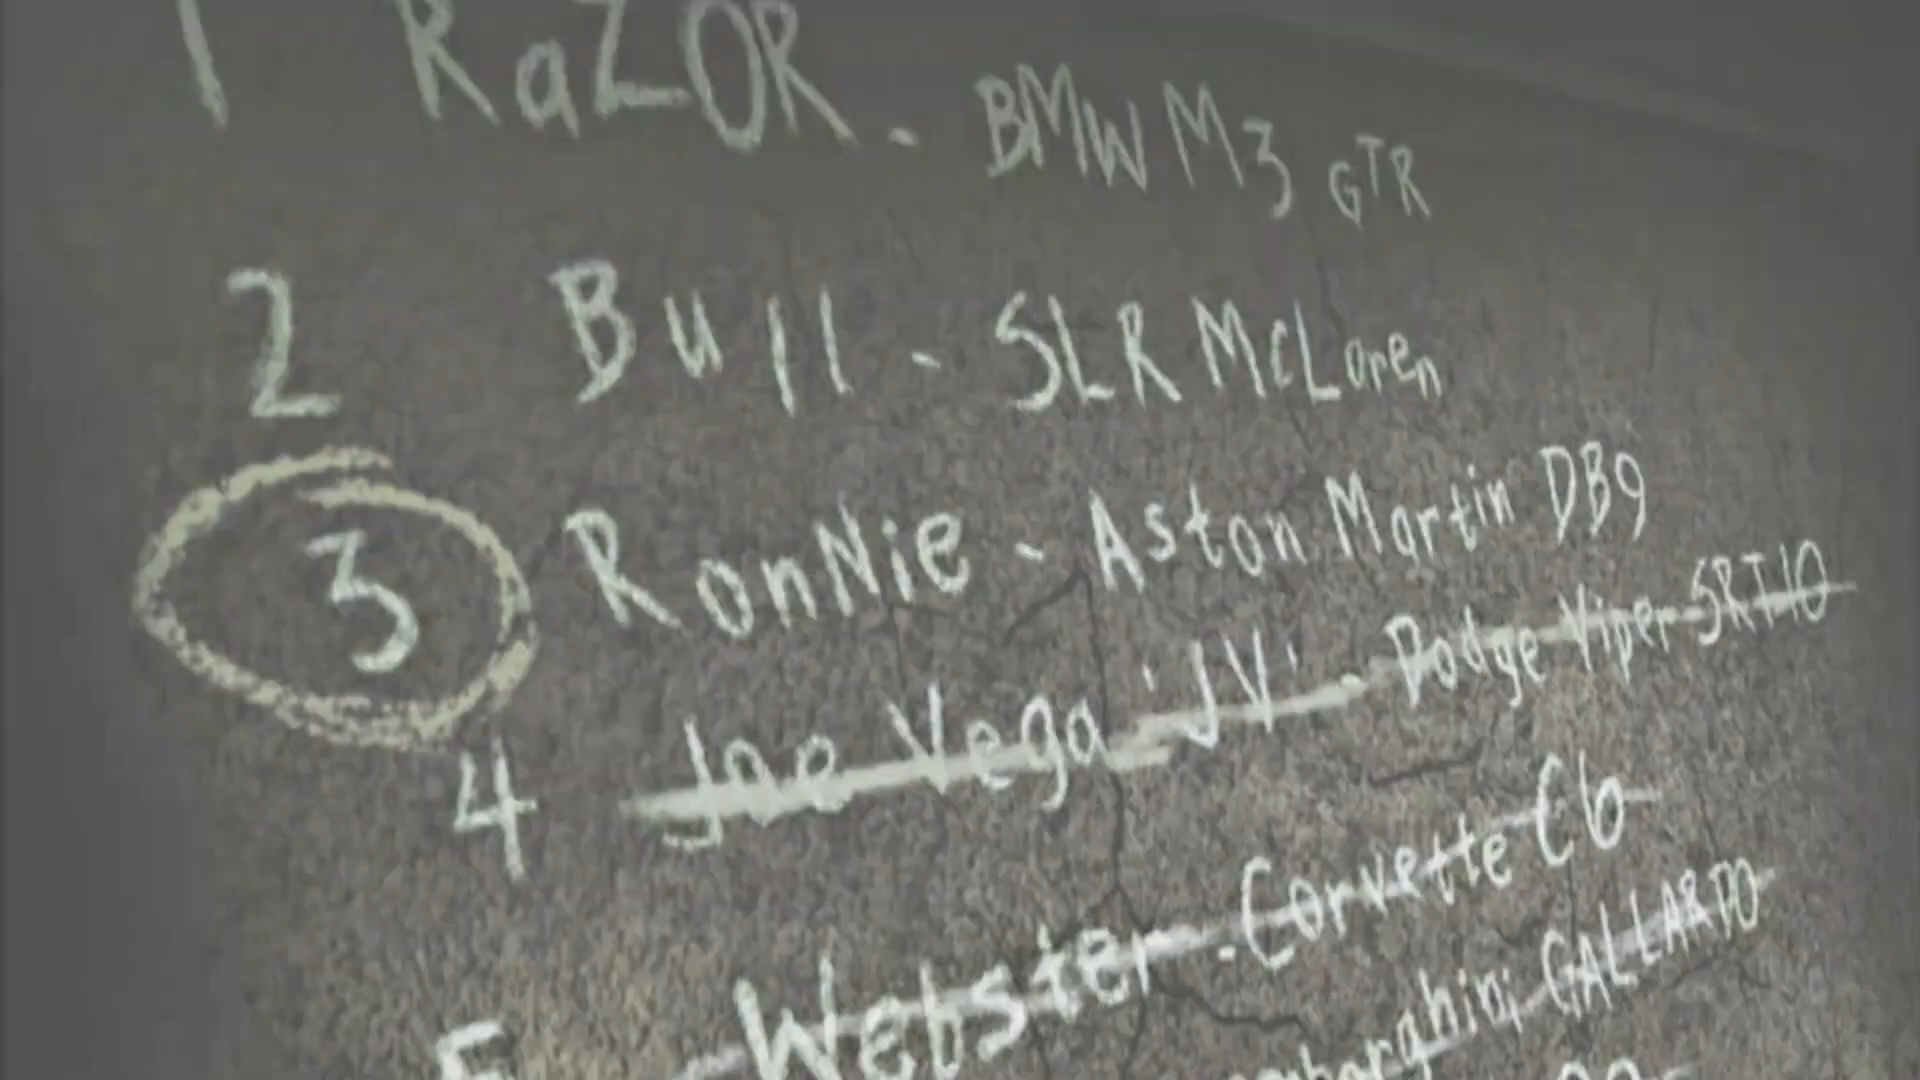 1 RaZOR - BMW M3 GTR
2 Bull - SLR McLaren
3 RonNie - Aston Martin DB9
4 Joe Vega 'JV' - Dodge Viper SRT10
5 Webster - Corvette C6
GALLARDO